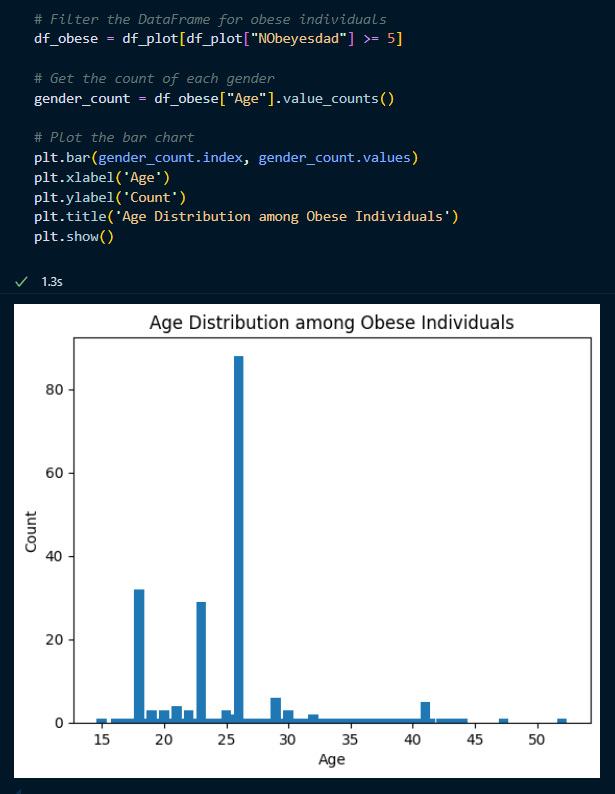 # Filter the DataFrame for obese individuals
df_obese = df_plot[df_plot["NObeyesdad"] >= 5]
# Get the count of each gender
gender_count = df_obese["Age"].value_counts()
# Plot the bar chart
plt.bar(gender_count.index, gender_count.values)
plt.xlabel('Age')
plt.ylabel('Count')
plt.title('Age Distribution among Obese Individuals')
plt.show()
1.3s
Age Distribution among Obese Individuals
80
60
40
20
0
Count
15 20 25 30 35 40 45 50
Age